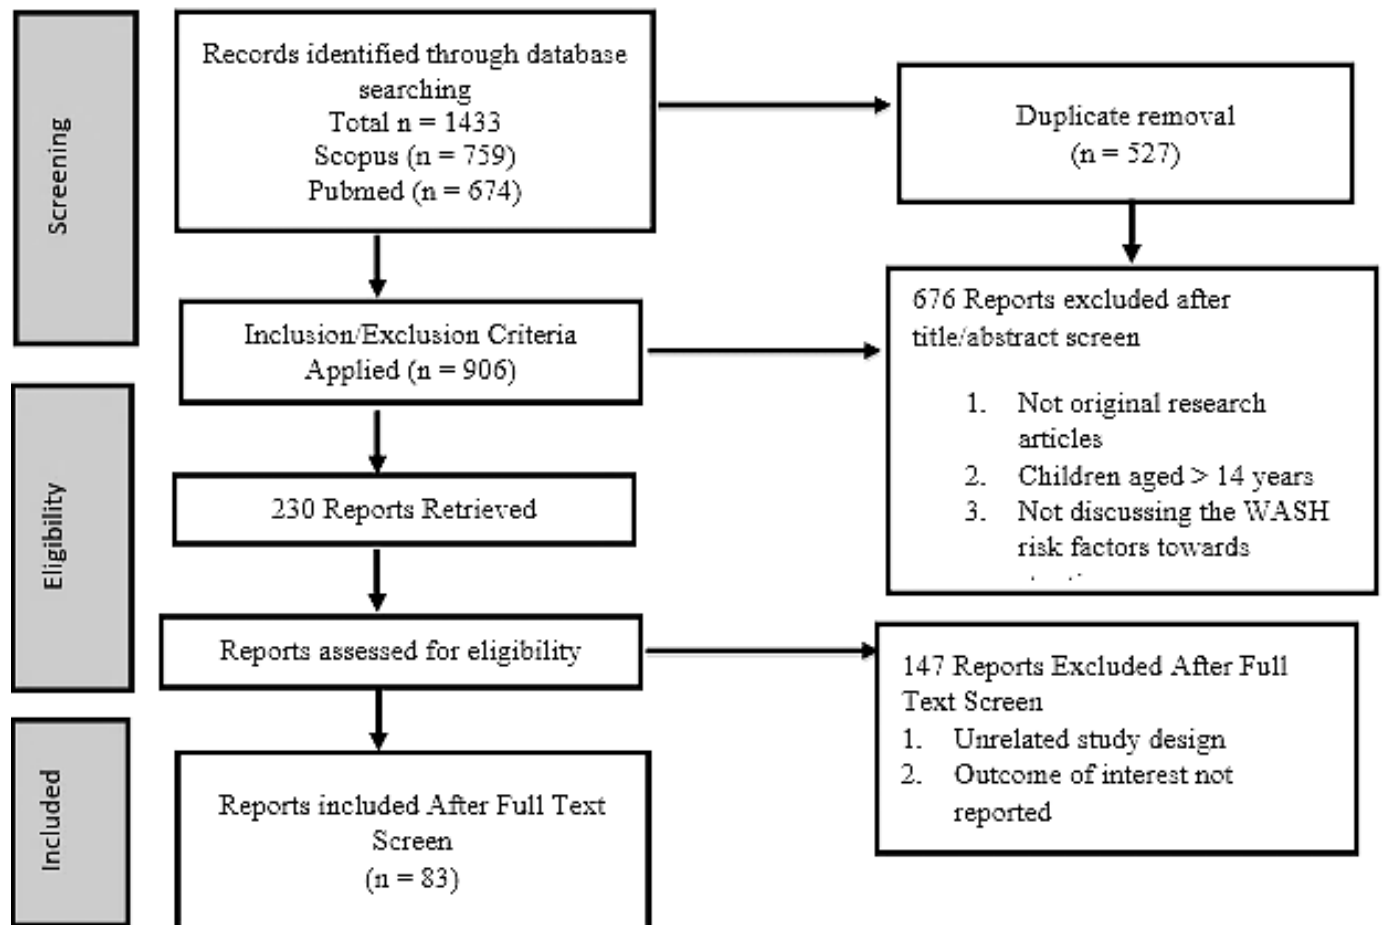 Screening
Records identified through database
searching
Total n = 1433
Scopus (n = 759)
Pubmed (n = 674)
Duplicate removal
(n = 527)
Inclusion/Exclusion Criteria
Applied (n = 906)
676 Reports excluded after
title/abstract screen
1. Not original research
articles
2. Children aged > 14 years
3. Not discussing the WASH
risk factors towards
Eligibility
230 Reports Retrieved
Reports assessed for eligibility
147 Reports Excluded After Full
Text Screen
1. Unrelated study design
2. Outcome of interest not
reported
Included
Reports included After Full Text
Screen
(n = 83)